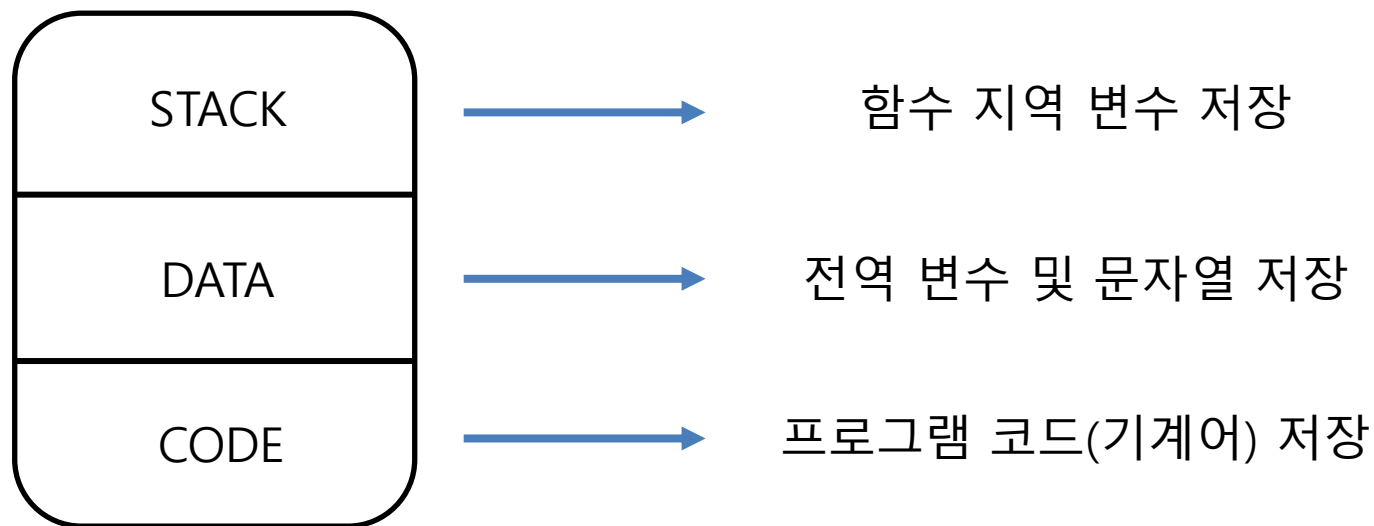 STACK
함수 지역 변수 저장
DATA
전역 변수 및 문자열 저장
CODE
프로그램 코드(기계어) 저장